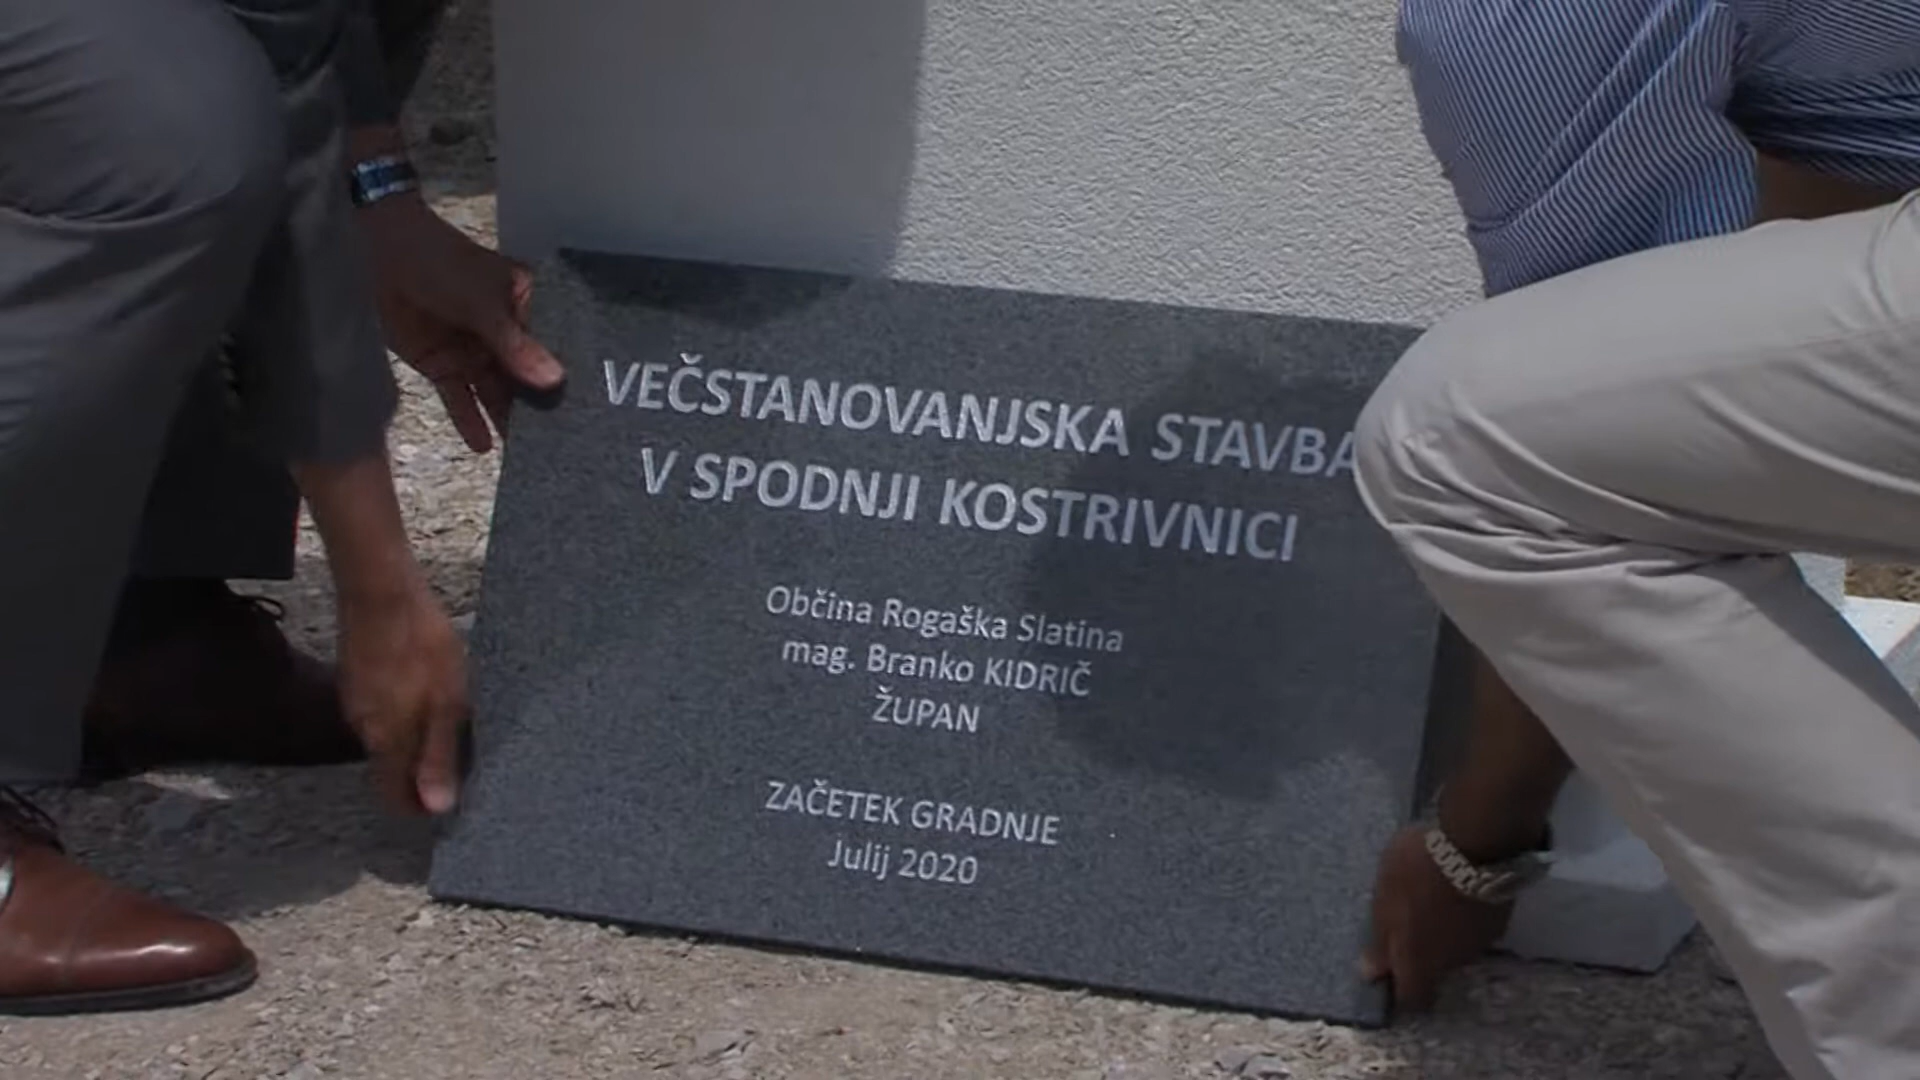 VEČSTANOVANJSKA STAVBA
V SPODNJI KOSTRIVNICI
Občina Rogaška Slatina
mag. Branko KIDRIČ
ŽUPAN
ZAČETEK GRADNJE
Julij 2020